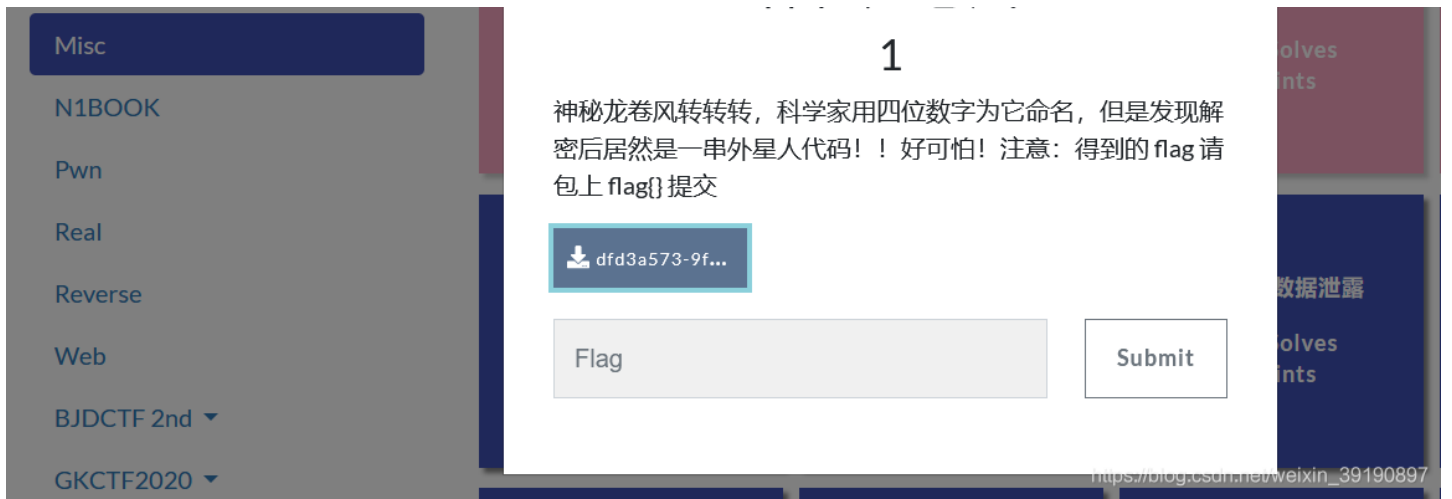 Misc
N1BOOK
Pwn
Real
Reverse
Web
BJDCTF 2nd
GKCTF2020
1
神秘龙卷风转转转，科学家用四位数字为它命名，但是发现解
密后居然是一串外星人代码！！好可怕！注意：得到的 flag 请
包上 flag{} 提交
dfd3a573-9f...
Flag
Submit
olves
ints
数据泄露
olves
ints
https://blog.csdn.net/weixin_39190897